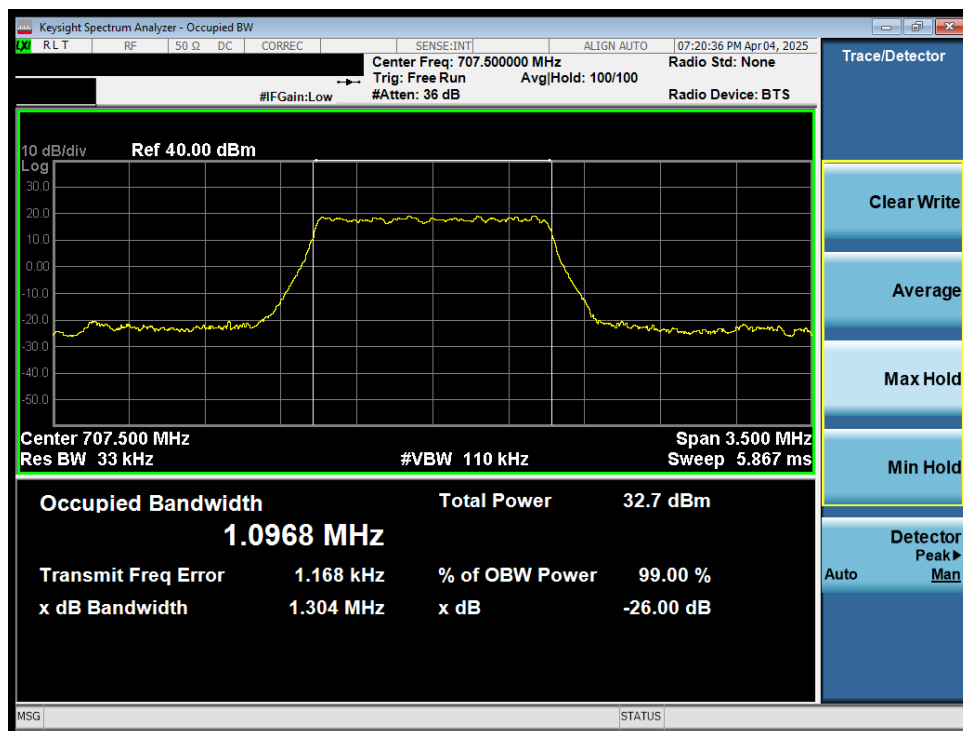 Keysight Spectrum Analyzer - Occupied BW
LXI RLT RF 50 Ω DC CORREC SENSE:INT ALIGN AUTO 07:20:36 PM Apr 04, 2025
Center Freq: 707.500000 MHz Radio Std: None
Trig: Free Run Avg|Hold: 100/100
#IFGain:Low #Atten: 36 dB Radio Device: BTS
10 dB/div Ref 40.00 dBm
Log
30.0
20.0
10.0
0.00
-10.0
-20.0
-30.0
-40.0
-50.0
Center 707.500 MHz Span 3.500 MHz
Res BW 33 kHz #VBW 110 kHz Sweep 5.867 ms
Occupied Bandwidth Total Power 32.7 dBm
1.0968 MHz
Transmit Freq Error 1.168 kHz % of OBW Power 99.00 %
x dB Bandwidth 1.304 MHz x dB -26.00 dB
MSG STATUS
Trace/Detector
Clear Write
Average
Max Hold
Min Hold
Detector
Peak▶
Auto Man